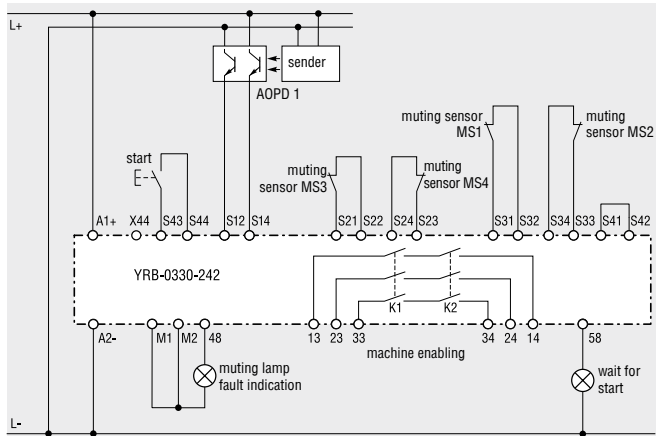 L+
sender
AOPD 1
muting sensor
MS1
muting
sensor MS2
start
muting
sensor MS3
muting
sensor MS4
A1+ X44 S43 S44 S12 S14 S21 S22 S24 S23 S31 S32 S34 S33 S41 S42
YRB-0330-242
K1 K2
A2- M1 M2 48 13 23 33 34 24 14 58
machine enabling
muting lamp
fault indication
wait for
start
L-